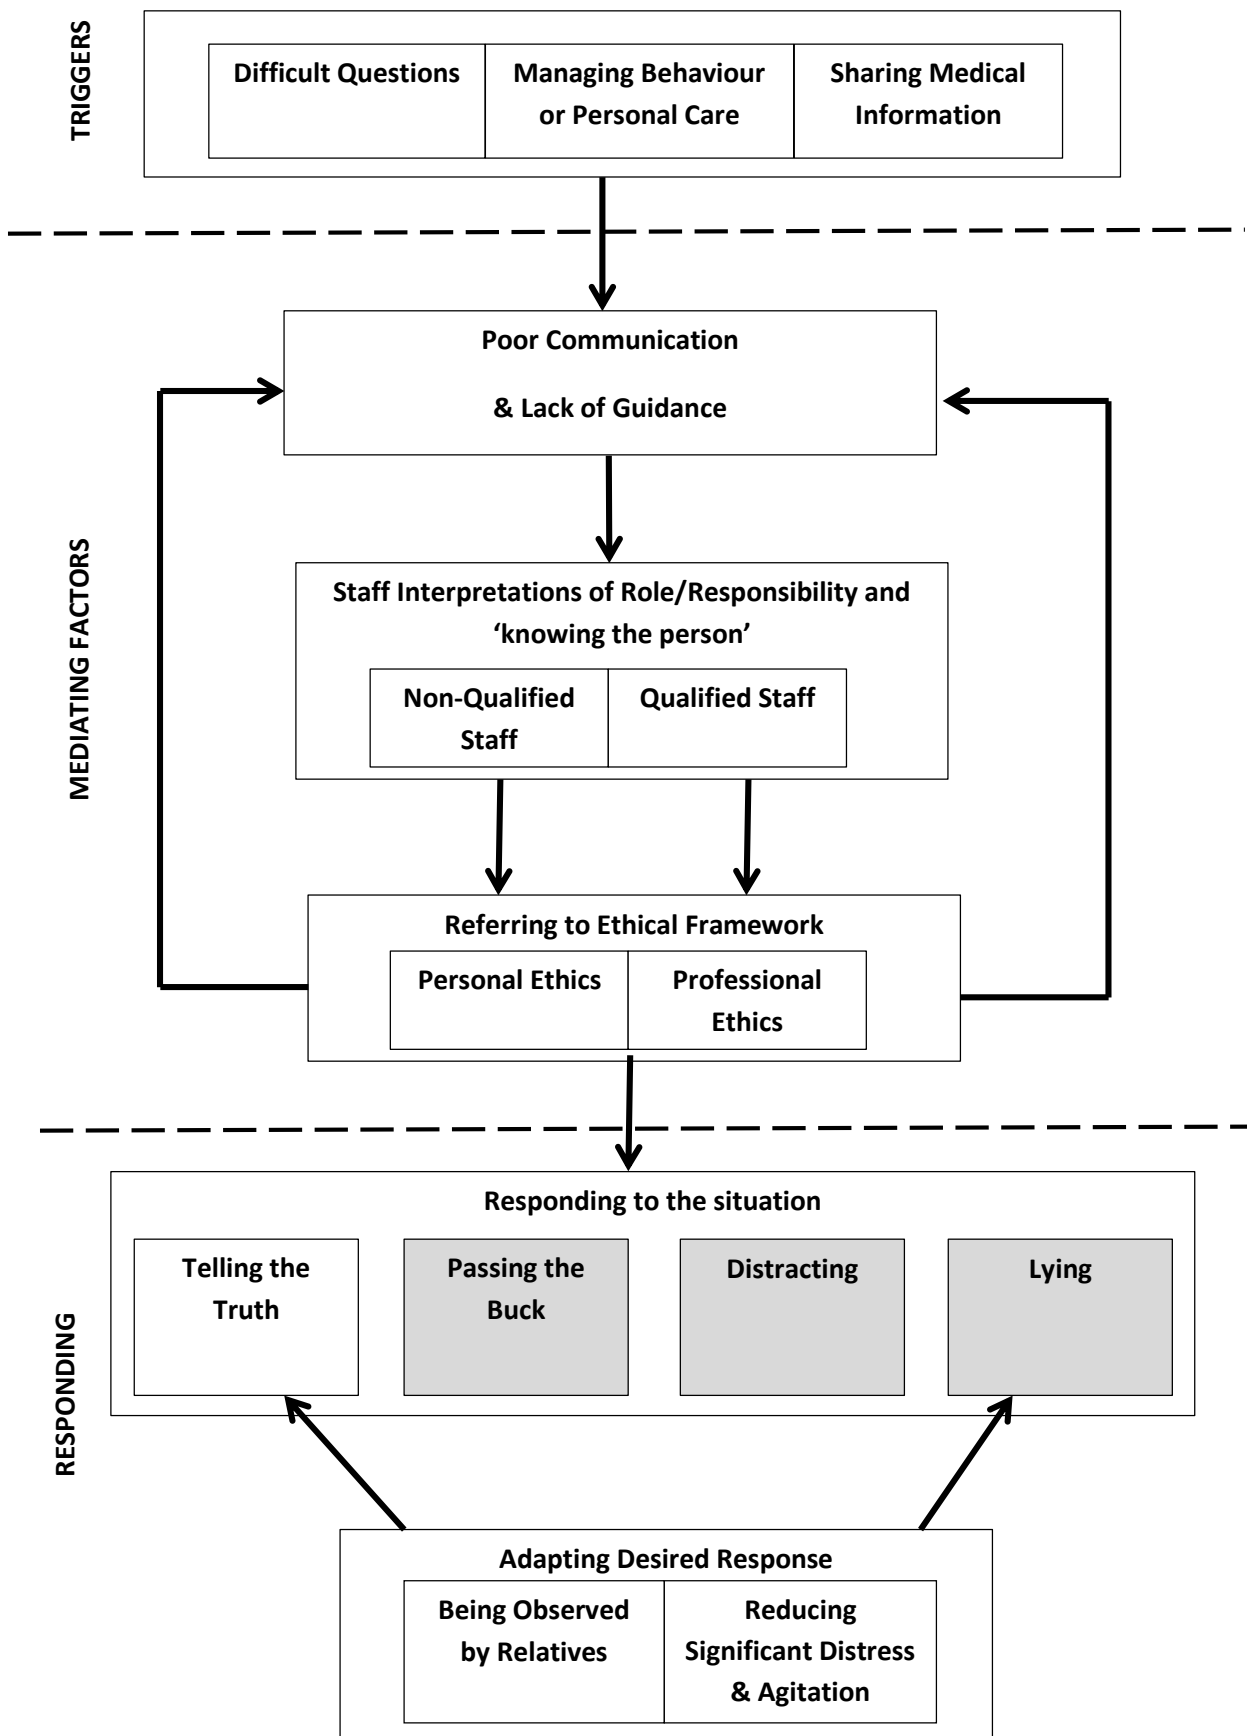 TRIGGERS
Difficult Questions
Managing Behaviour
or Personal Care
Sharing Medical
Information
MEDIATING FACTORS
Poor Communication
& Lack of Guidance
Staff Interpretations of Role/Responsibility and
‘knowing the person’
Non-Qualified
Staff
Qualified Staff
Referring to Ethical Framework
Personal Ethics
Professional
Ethics
RESPONDING
Responding to the situation
Telling the
Truth
Passing the
Buck
Distracting
Lying
Adapting Desired Response
Being Observed
by Relatives
Reducing
Significant Distress
& Agitation